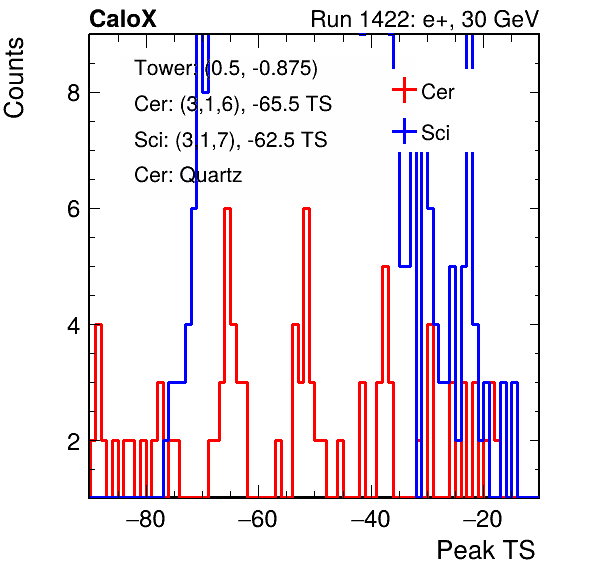 CaloX Run 1422: e+, 30 GeV
Counts
Tower: (0.5, -0.875)
Cer: (3,1,6), -65.5 TS
Sci: (3,1,7), -62.5 TS
Cer: Quartz
Cer
Sci
8
6
4
2
−80 −60 −40 −20
Peak TS